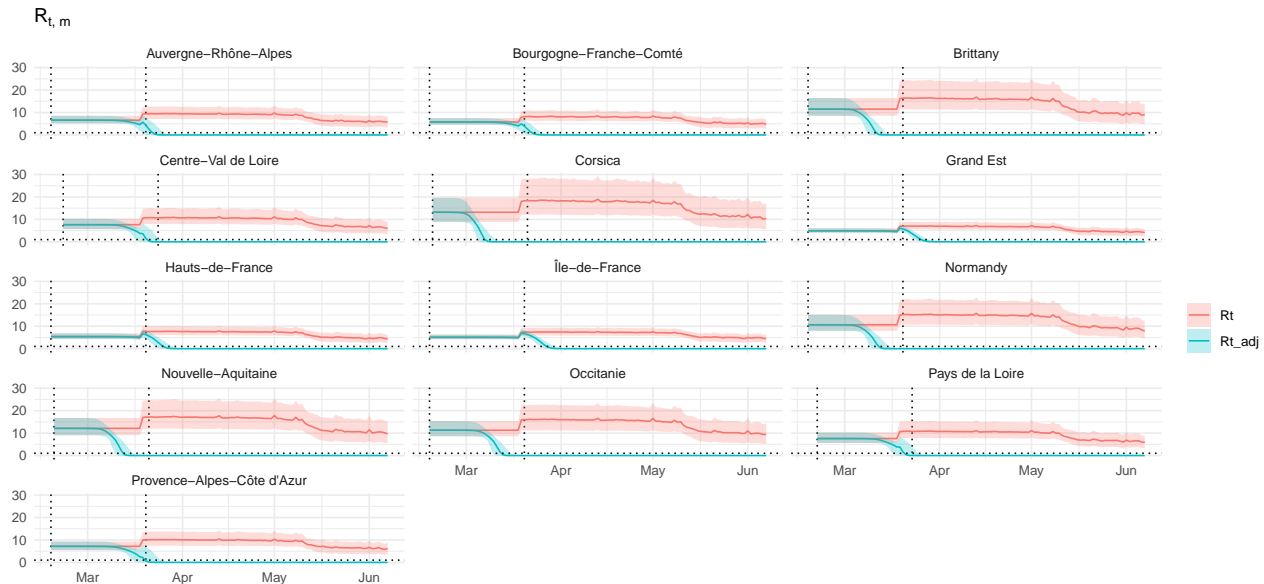 R t, m
Auvergne−Rhône−Alpes
Bourgogne−Franche−Comté
Brittany
30
20
10
0
Centre−Val de Loire
Corsica
Grand Est
30
20
10
0
Hauts−de−France
Île−de−France
Normandy
30
20
10
0
Rt
Rt_adj
Nouvelle−Aquitaine
Occitanie
Pays de la Loire
30
20
10
0
Mar Apr May Jun
Mar Apr May Jun
Provence−Alpes−Côte d'Azur
30
20
10
0
Mar Apr May Jun